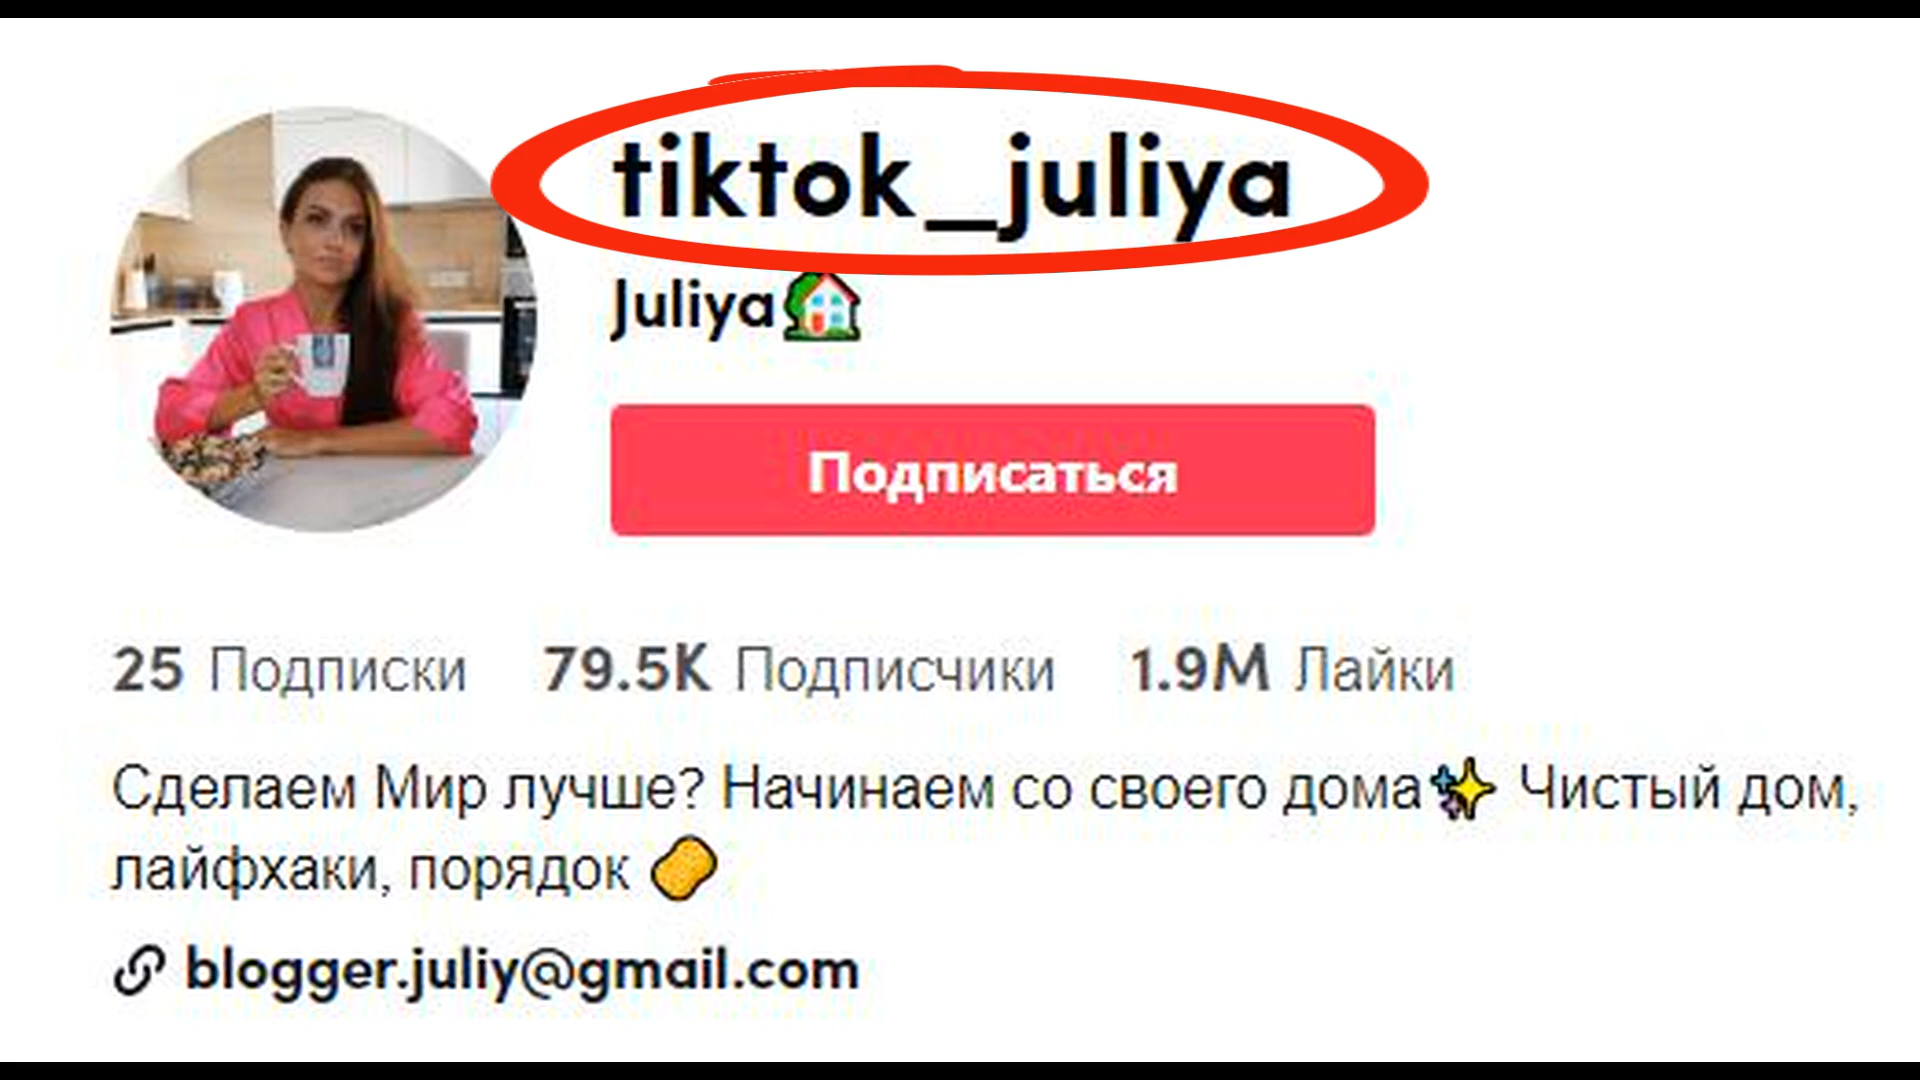 tiktok_juliya
Juliya🏠
Подписаться
25 Подписки 79.5K Подписчики 1.9M Лайки
Сделаем Мир лучше? Начинаем со своего дома✨ Чистый дом,
лайфхаки, порядок 🧽
blogger.juliy@gmail.com